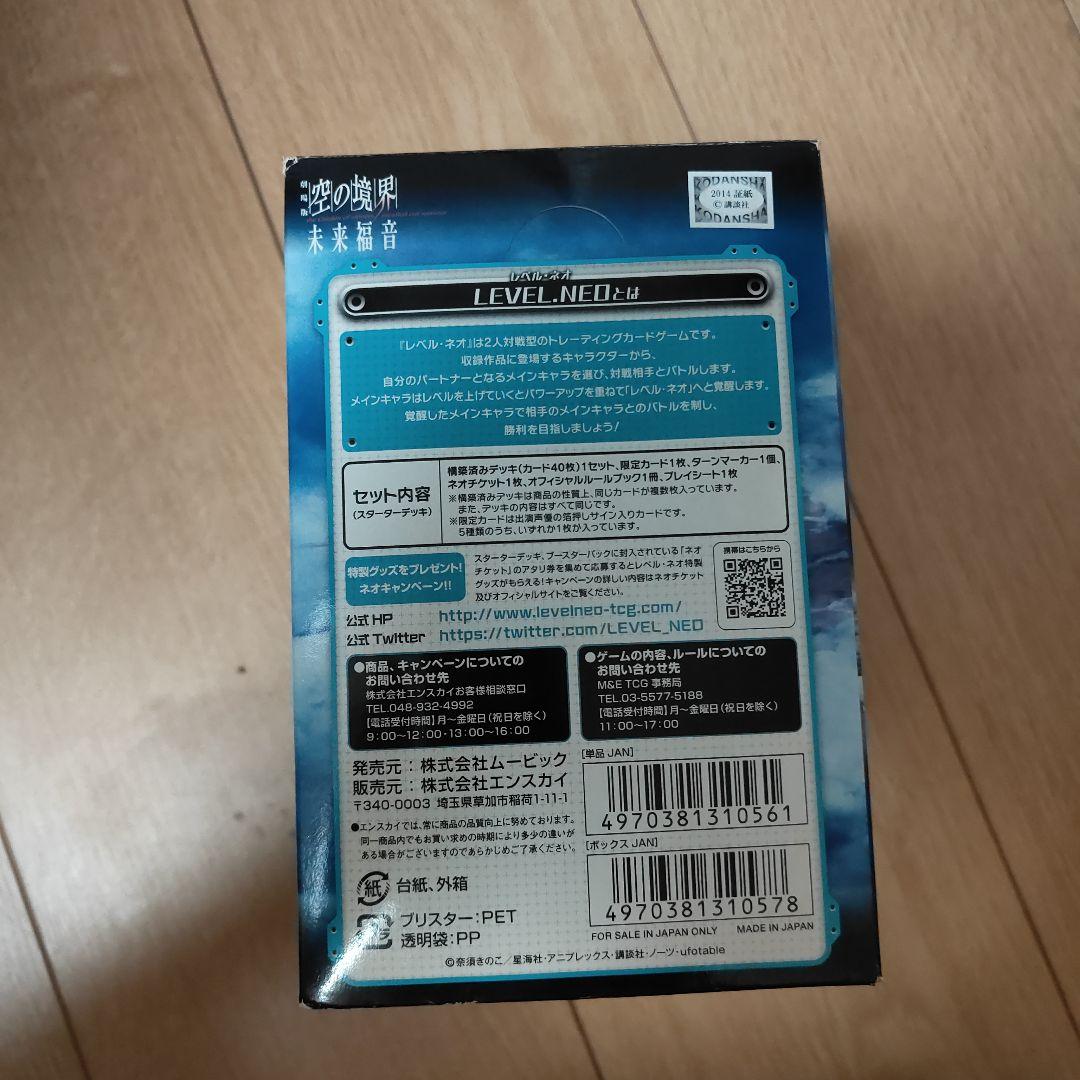 劇場版
空の境界
未来福音
KODANSHA
2014 証紙
©講談社
KODANSHA
レベル・ネオ
LEVEL.NEOとは
『レベル・ネオ』は2人対戦型のトレーディングカードゲームです。
収録作品に登場するキャラクターから、
自分のパートナーとなるメインキャラを選び、対戦相手とバトルします。
メインキャラはレベルを上げていくとパワーアップを重ねて「レベル・ネオ」へと覚醒します。
覚醒したメインキャラで相手のメインキャラとのバトルを制し、
勝利を目指しましょう!
セット内容
(スターターデッキ)
構築済みデッキ(カード40枚)1セット、限定カード1枚、ターンマーカー1個、
ネオチケット1枚、オフィシャルルールブック1冊、プレイシート1枚
※構築済みデッキは商品の性質上、同じカードが複数枚入っています。
また、デッキの内容はすべて同じです。
※限定カードは出演声優の箔押しサイン入りカードです。
5種類のうち、いずれか1枚が入っています。
特製グッズをプレゼント!
ネオキャンペーン!!
スターターデッキ、ブースターパックに封入されている「ネオ
チケット」のアタリ券を集めて応募するとレベル・ネオ特製
グッズがもらえる!キャンペーンの詳しい内容はネオチケット
及びオフィシャルサイトをご覧ください。
携帯はこちらから
公式HP http://www.levelneo-tcg.com/
公式Twitter https://twitter.com/LEVEL_NEO
●商品、キャンペーンについての
お問い合わせ先
株式会社エンスカイお客様相談窓口
TEL.048-932-4992
【電話受付時間】月〜金曜日(祝日を除く)
9:00〜12:00・13:00〜16:00
●ゲームの内容、ルールについての
お問い合わせ先
M&E TCG 事務局
TEL.03-5577-5188
【電話受付時間】月〜金曜日(祝日を除く)
11:00〜17:00
発売元:株式会社ムービック
販売元:株式会社エンスカイ
〒340-0003 埼玉県草加市稲荷1-11-1
●エンスカイでは、常に商品の品質向上に努めております。
同一商品内でもお買い求めの時期により多少の違いが
ある場合がございますのであらかじめご了承ください。
[単品 JAN]
4970381310561
[ボックス JAN]
4970381310578
紙 台紙、外箱
プラ ブリスター:PET
透明袋:PP
FOR SALE IN JAPAN ONLY MADE IN JAPAN
©奈須きのこ/星海社・アニプレックス・講談社・ノーツ・ufotable